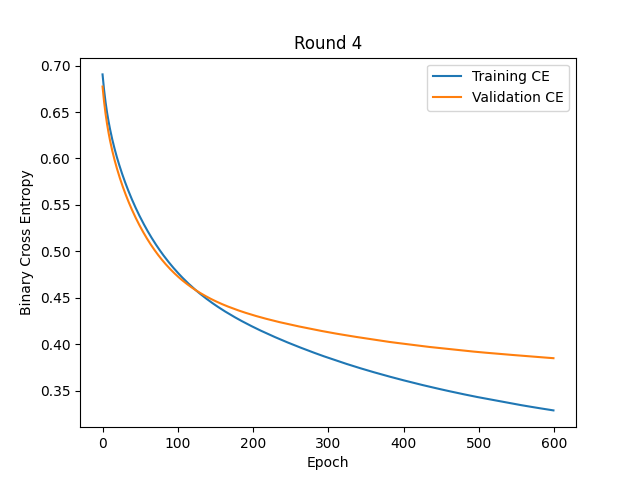 Round 4
Training CE
Validation CE
Binary Cross Entropy
0.70
0.65
0.60
0.55
0.50
0.45
0.40
0.35
0 100 200 300 400 500 600
Epoch